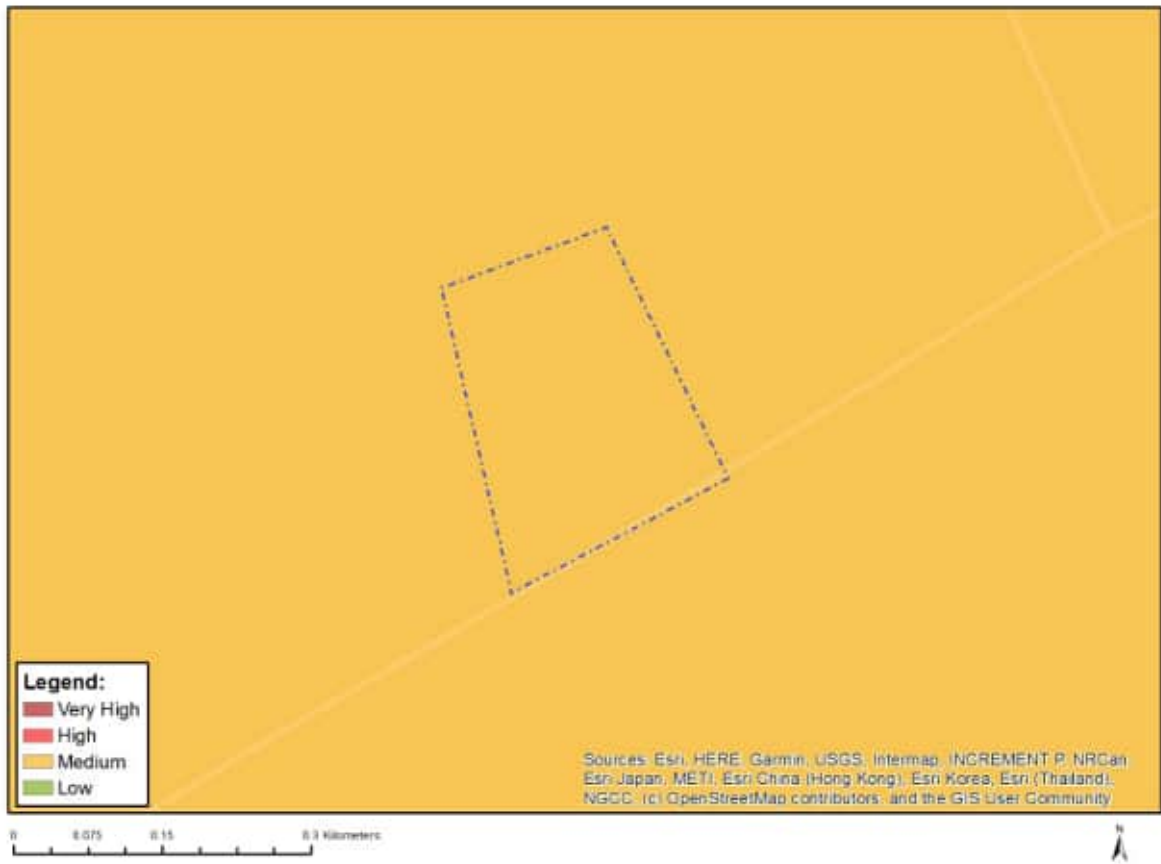 Legend:
Very High
High
Medium
Low
Sources: Esri, HERE, Garmin, USGS, Intermap, INCREMENT P, NRCan,
Esri Japan, METI, Esri China (Hong Kong), Esri Korea, Esri (Thailand),
NGCC, (c) OpenStreetMap contributors, and the GIS User Community
0 0.075 0.15 0.3 Kilometers
N